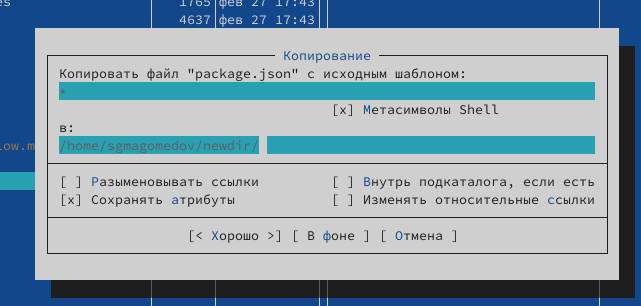 es
1765 фев 27 17:43
4637 фев 27 17:43
Копирование
Копировать файл "package.json" с исходным шаблоном:
*
[x] Метасимволы Shell
в:
low.m
/home/sgmagomedov/newdir/
[ ] Разыменовывать ссылки
[ ] Внутрь подкаталога, если есть
[x] Сохранять атрибуты
[ ] Изменять относительные ссылки
[< Хорошо >] [ В фоне ] [ Отмена ]